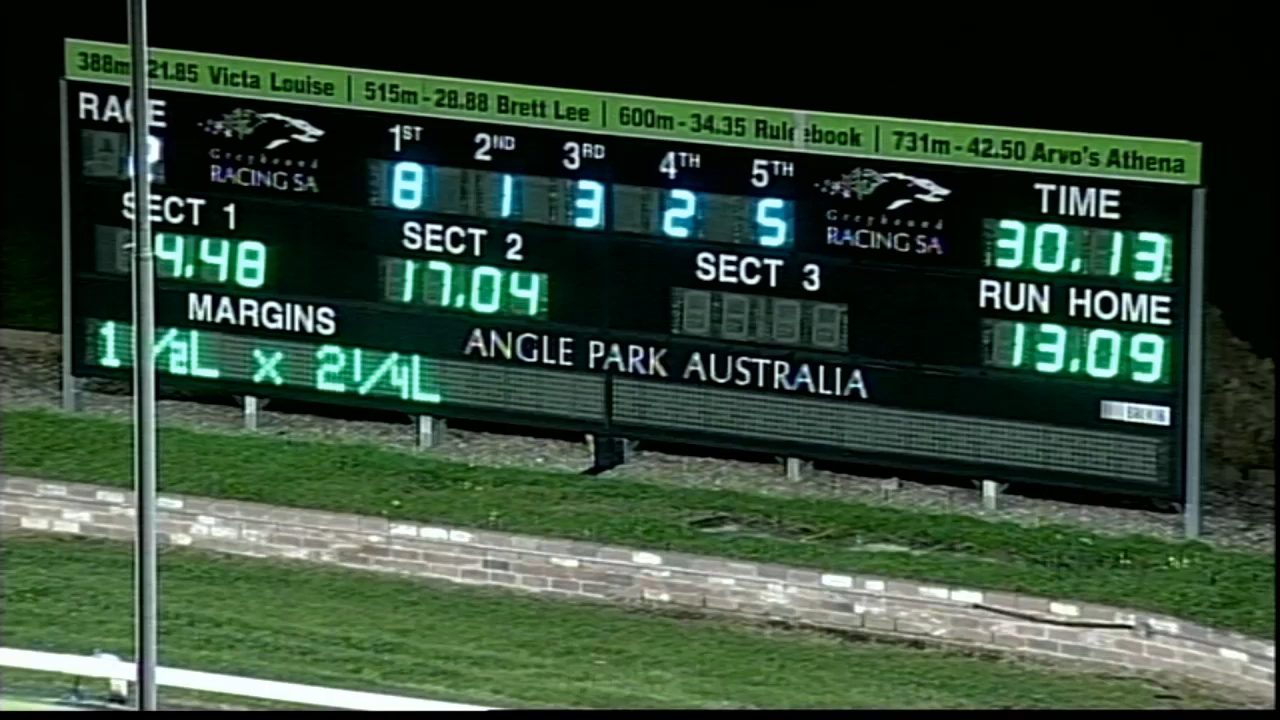 388m 21.85 Victa Louise | 515m - 28.88 Brett Lee | 600m - 34.35 Rulebook | 731m - 42.50 Arvo's Athena
RACE
Greyhound
RACING SA
1ST 2ND 3RD 4TH 5TH
8 1 3 2 5
Greyhound
RACING SA
TIME
30.13
SECT 1
4.48
SECT 2
17.04
SECT 3
RUN HOME
13.09
MARGINS
1 1/2L x 2 1/4L
ANGLE PARK AUSTRALIA